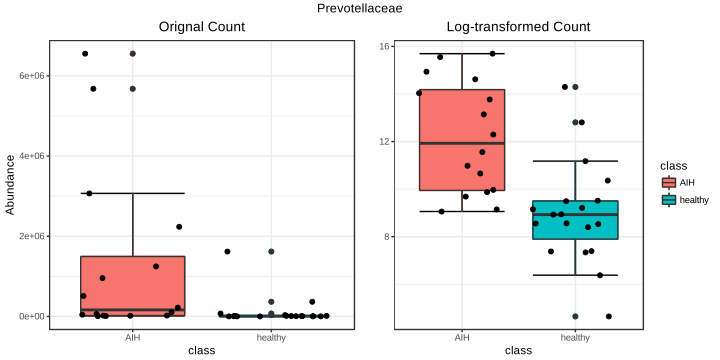 Prevotellaceae
Orignal Count
Log-transformed Count
Abundance
6e+06
4e+06
2e+06
0e+00
AIH
healthy
class
16
12
8
AIH
healthy
class
class
AIH
healthy